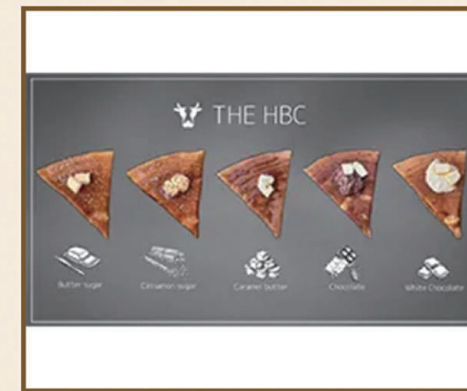 THE HBC
Butter sugar
Cinnamon sugar
Caramel butter
Chocolate
White Chocolate